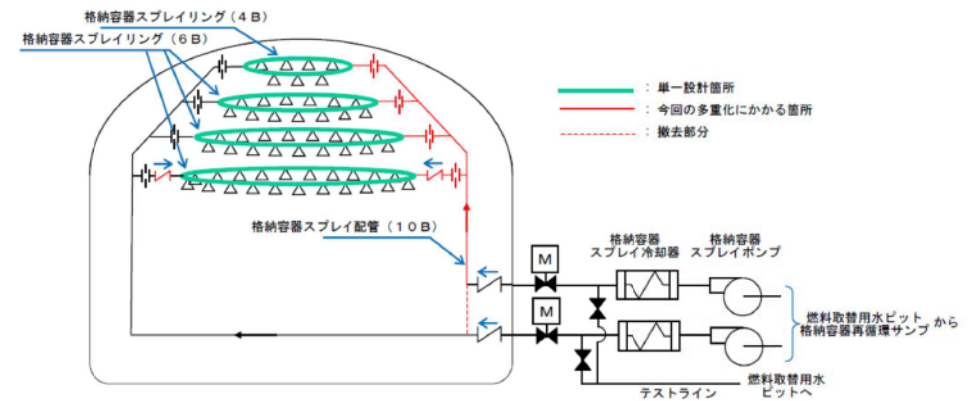 格納容器スプレイリング（４Ｂ）
格納容器スプレイリング（６Ｂ）
：単一設計箇所
：今回の多重化にかかる箇所
：撤去部分
格納容器スプレイ配管（１０Ｂ）
格納容器
スプレイ冷却器
格納容器
スプレイポンプ
M
M
燃料取替用水ピット
格納容器再循環サンプ
から
テストライン
燃料取替用水
ピットへ